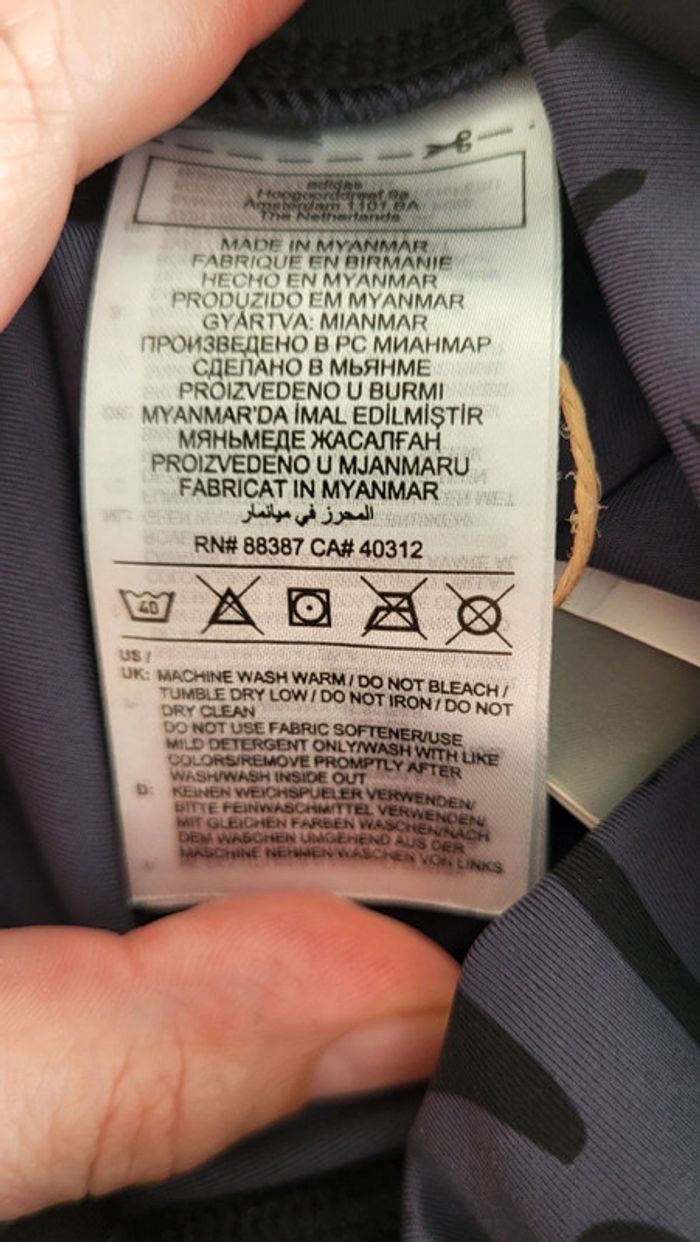 adidas
Hoogoorddreef 9a
Amsterdam 1101 BA
The Netherlands
MADE IN MYANMAR
FABRIQUE EN BIRMANIE
HECHO EN MYANMAR
PRODUZIDO EM MYANMAR
GYÁRTVA: MIANMAR
ПРОИЗВЕДЕНО В РС МИАНМАР
СДЕЛАНО В МЬЯНМЕ
PROIZVEDENO U BURMI
MYANMAR'DA İMAL EDİLMİŞTİR
МЯНЬМЕДЕ ЖАСАЛҒАН
PROIZVEDENO U MJANMARU
FABRICAT IN MYANMAR
المحرز في ميانمار
RN# 88387 CA# 40312
40
US /
UK: MACHINE WASH WARM / DO NOT BLEACH /
TUMBLE DRY LOW / DO NOT IRON / DO NOT
DRY CLEAN
DO NOT USE FABRIC SOFTENER/USE
MILD DETERGENT ONLY/WASH WITH LIKE
COLORS/REMOVE PROMPTLY AFTER
WASH/WASH INSIDE OUT
D: KEINEN WEICHSPUELER VERWENDEN/
BITTE FEINWASCHMITTEL VERWENDEN/
MIT GLEICHEN FARBEN WASCHEN/NACH
DEM WASCHEN UMGEHEND AUS DER
MASCHINE NEHMEN/WASCHEN VON LINKS